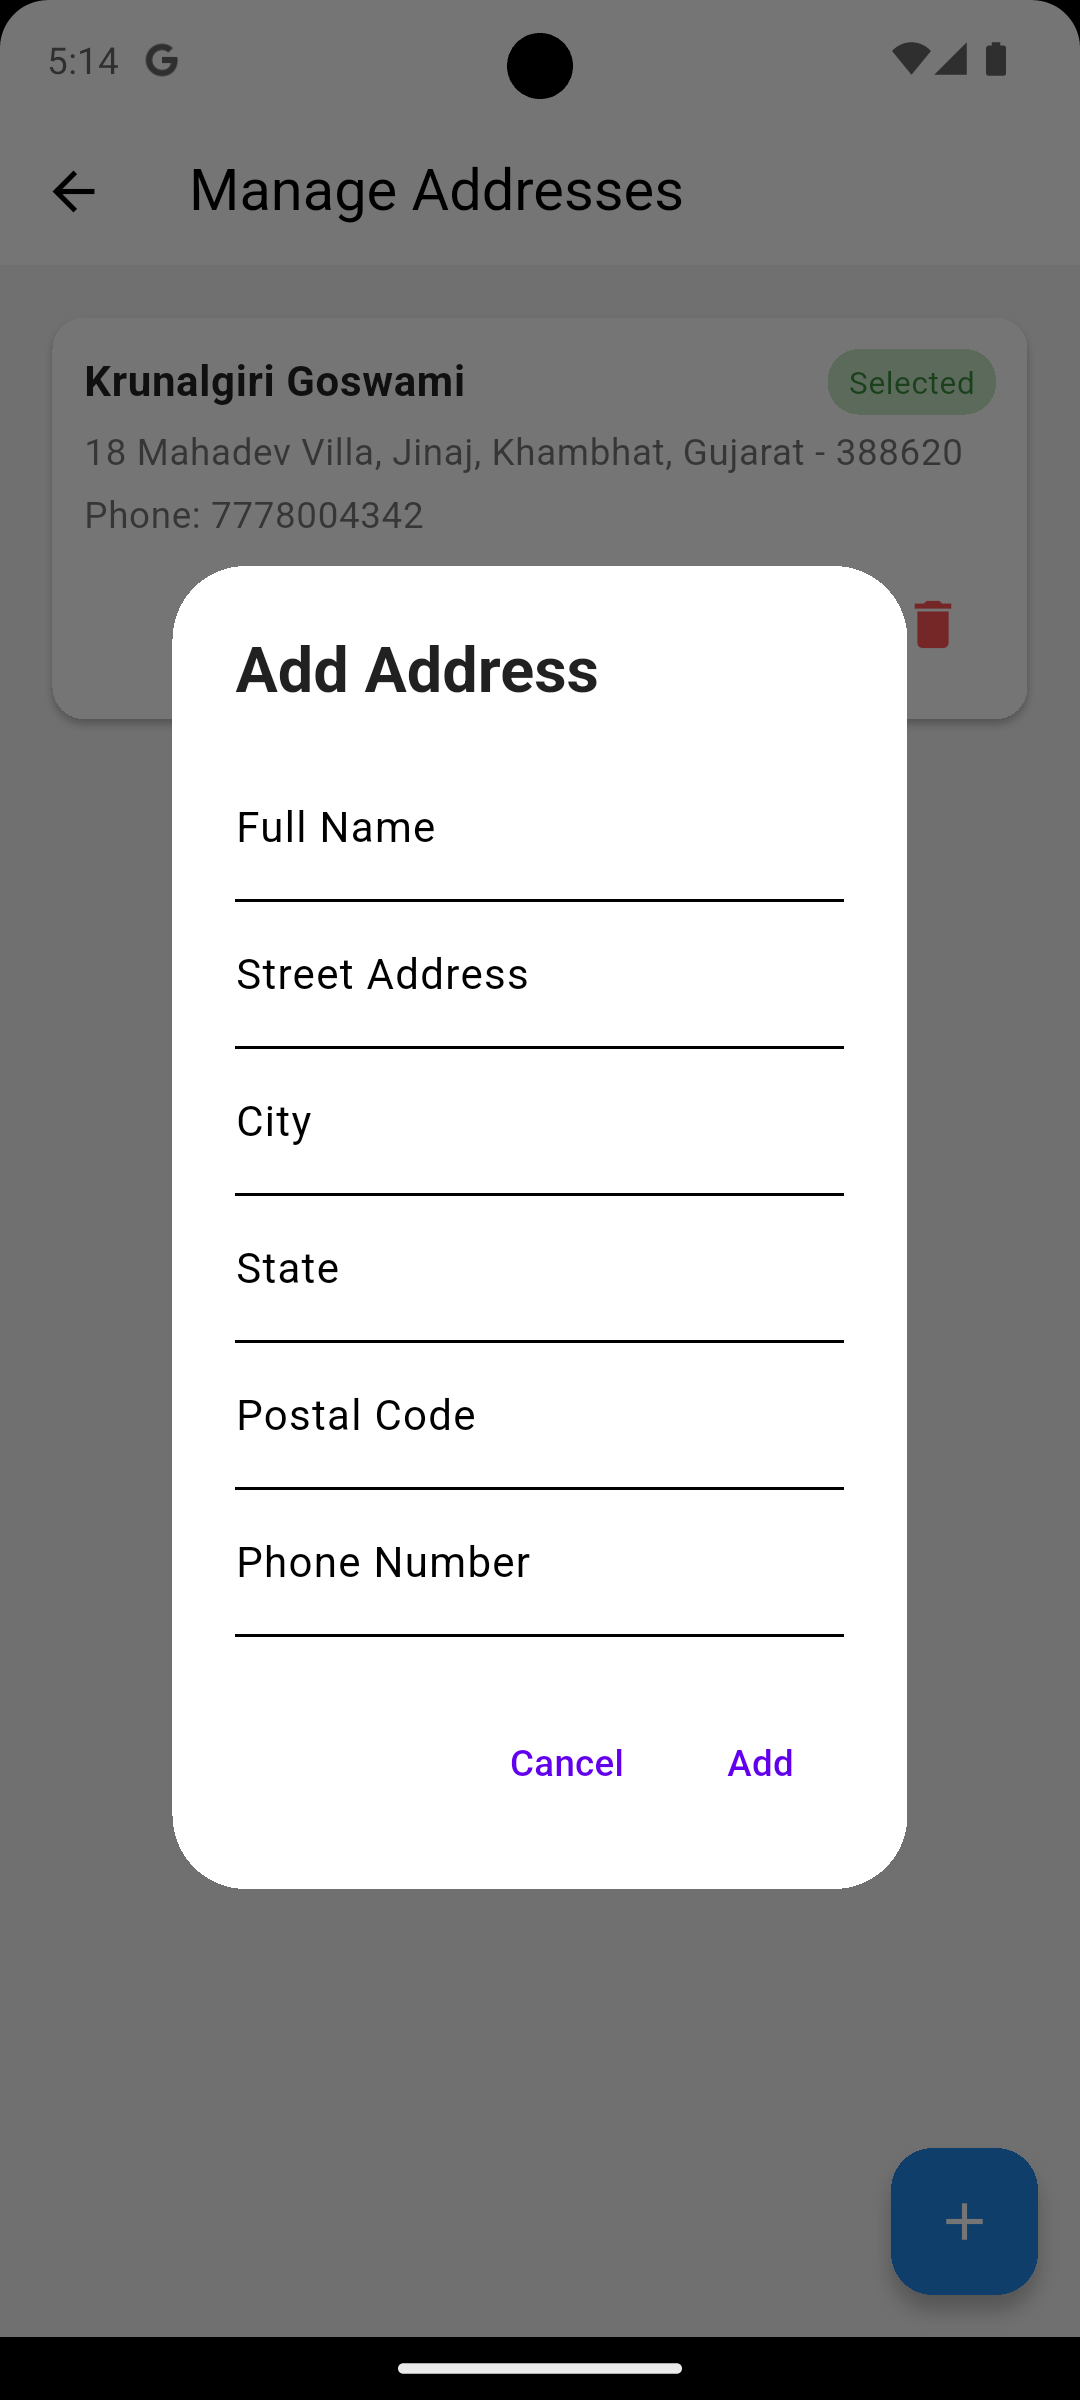 5:14
Manage Addresses
Krunalgiri Goswami
Selected
18 Mahadev Villa, Jinaj, Khambhat, Gujarat - 388620
Phone: 7778004342
Add Address
Full Name
Street Address
City
State
Postal Code
Phone Number
Cancel Add